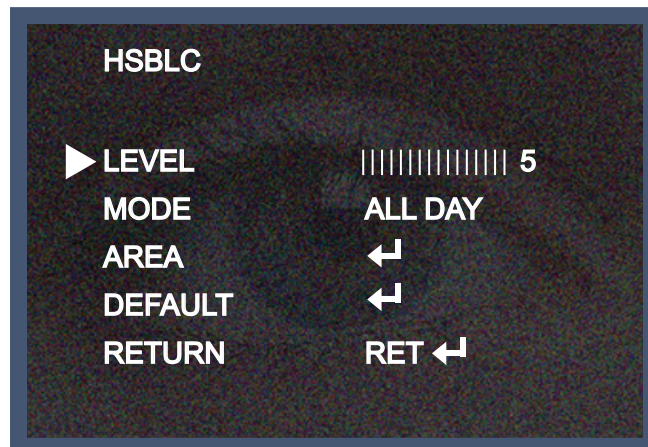 HSBLC
LEVEL |||||||||||||||| 5
MODE ALL DAY
AREA ↵
DEFAULT ↵
RETURN RET ↵